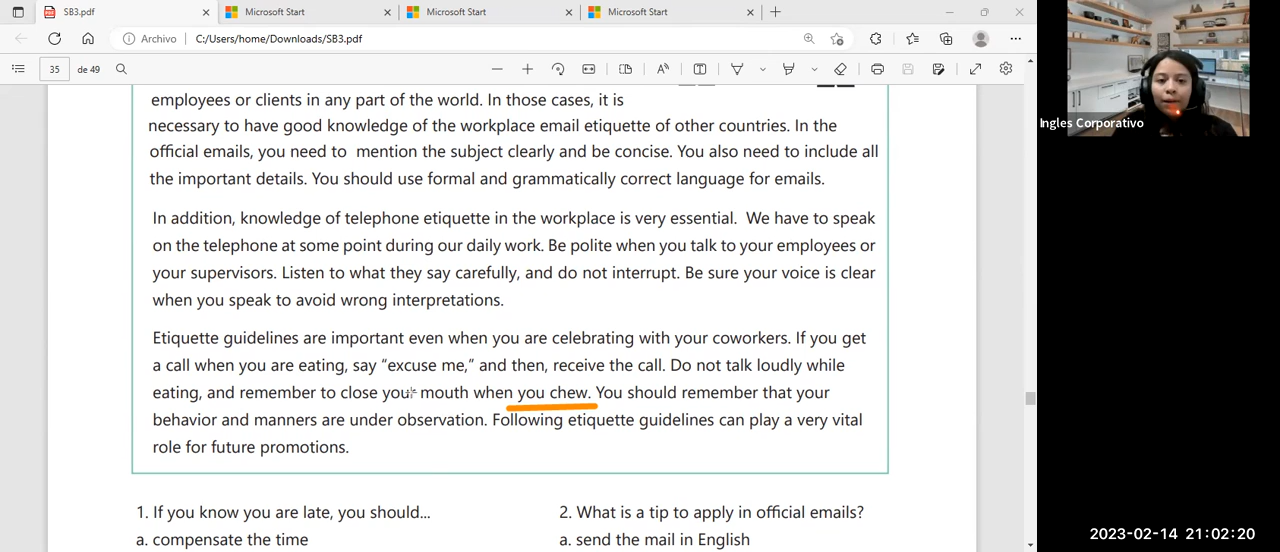 SB3.pdf
Microsoft Start
Microsoft Start
Microsoft Start
Archivo
C:/Users/home/Downloads/SB3.pdf
35
de 49
employees or clients in any part of the world. In those cases, it is
necessary to have good knowledge of the workplace email etiquette of other countries. In the
official emails, you need to mention the subject clearly and be concise. You also need to include all
the important details. You should use formal and grammatically correct language for emails.
In addition, knowledge of telephone etiquette in the workplace is very essential. We have to speak
on the telephone at some point during our daily work. Be polite when you talk to your employees or
your supervisors. Listen to what they say carefully, and do not interrupt. Be sure your voice is clear
when you speak to avoid wrong interpretations.
Etiquette guidelines are important even when you are celebrating with your coworkers. If you get
a call when you are eating, say “excuse me,” and then, receive the call. Do not talk loudly while
eating, and remember to close your mouth when you chew. You should remember that your
behavior and manners are under observation. Following etiquette guidelines can play a very vital
role for future promotions.
1. If you know you are late, you should...
a. compensate the time
2. What is a tip to apply in official emails?
a. send the mail in English
Ingles Corporativo
2023-02-14 21:02:20